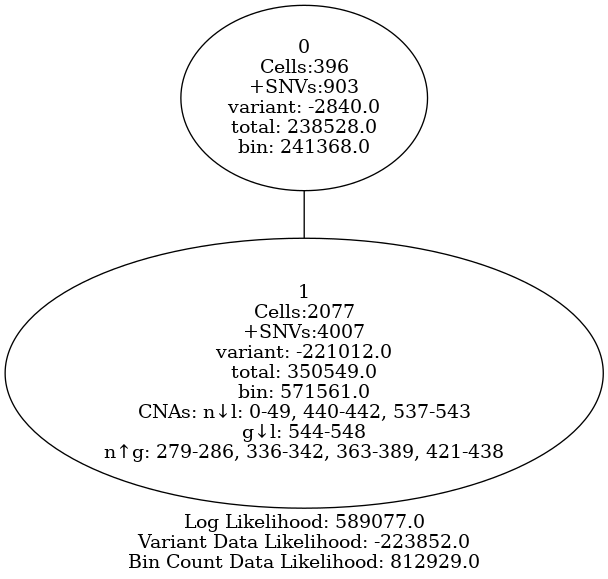 0
Cells:396
+SNVs:903
variant: -2840.0
total: 238528.0
bin: 241368.0
1
Cells:2077
+SNVs:4007
variant: -221012.0
total: 350549.0
bin: 571561.0
CNAs: n↓l: 0-49, 440-442, 537-543
g↓l: 544-548
n↑g: 279-286, 336-342, 363-389, 421-438
Log Likelihood: 589077.0
Variant Data Likelihood: -223852.0
Bin Count Data Likelihood: 812929.0